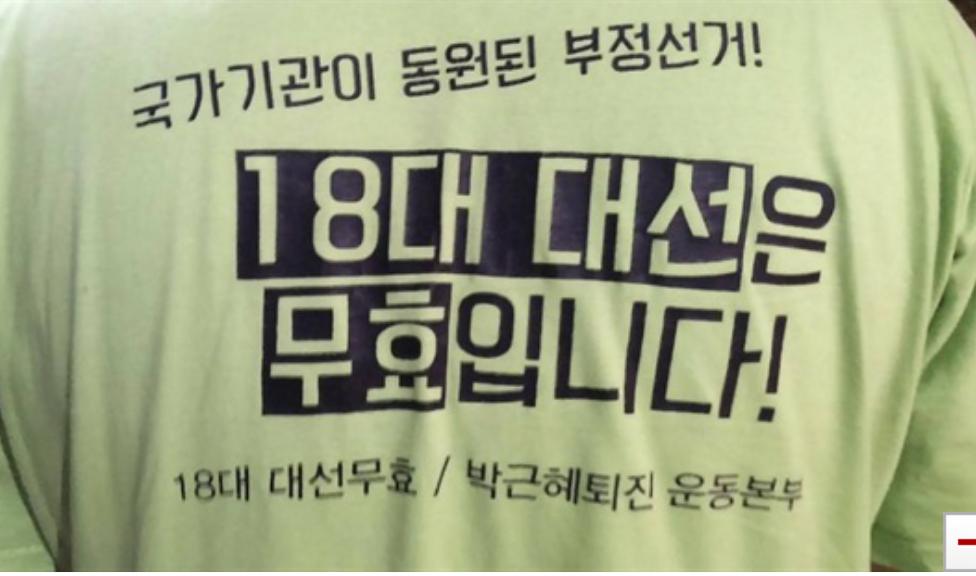 국가기관이 동원된 부정선거!
18대 대선은
무효입니다!
18대 대선무효 / 박근혜퇴진 운동본부